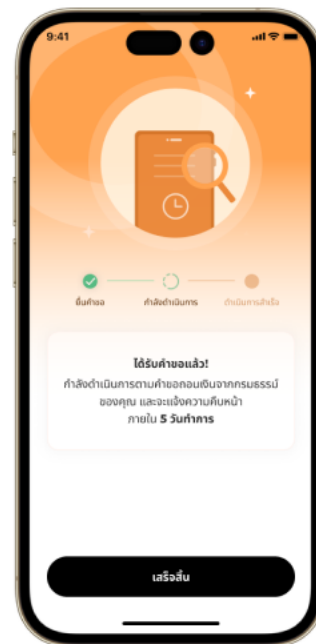 9:41
ยื่นคำขอ กำลังดำเนินการ ดำเนินการสำเร็จ
ได้รับคำขอแล้ว!
กำลังดำเนินการตามคำขอถอนเงินจากกรมธรรม์
ของคุณ และจะแจ้งความคืบหน้า
ภายใน 5 วันทำการ
เสร็จสิ้น